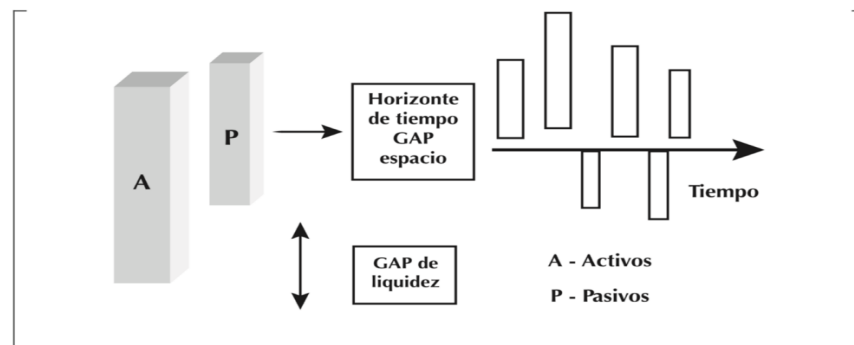 A
P
Horizonte
de tiempo
GAP
espacio
Tiempo
GAP de
liquidez
A - Activos
P - Pasivos